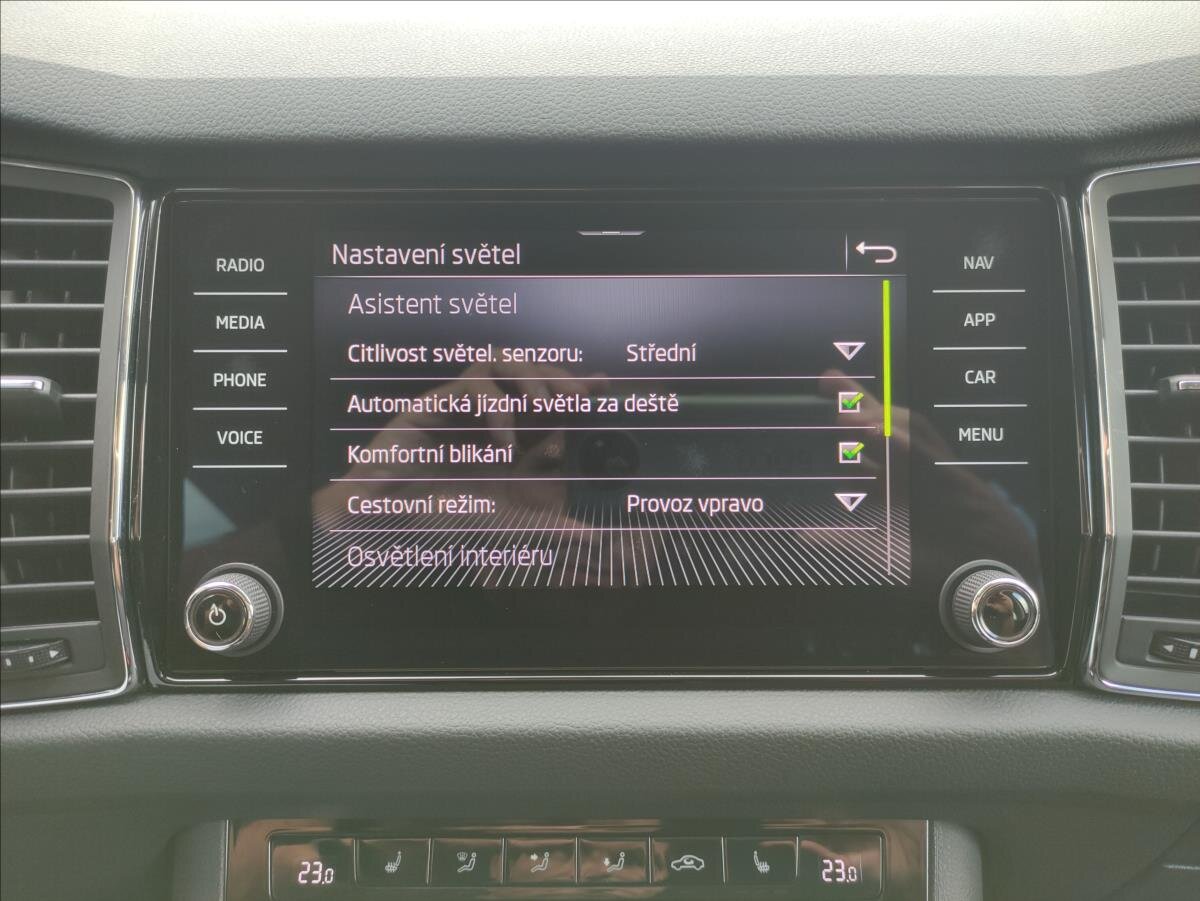 Nastavení světel
Asistent světel
Citlivost světel. senzoru: Střední
Automatická jízdní světla za deště
Komfortní blikání
Cestovní režim: Provoz vpravo
Osvětlení interiéru
RADIO
MEDIA
PHONE
VOICE
NAV
APP
CAR
MENU
23.0
23.0